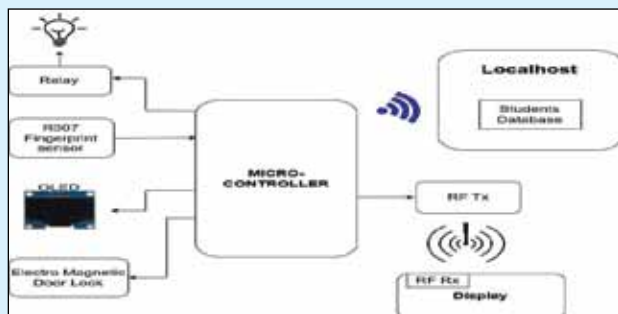 Relay
R307
Fingerprint
sensor
OLED
Electro Magnetic
Door Lock
MICRO-
CONTROLLER
Localhost
Students
Database
RF Tx
RF Rx
Display